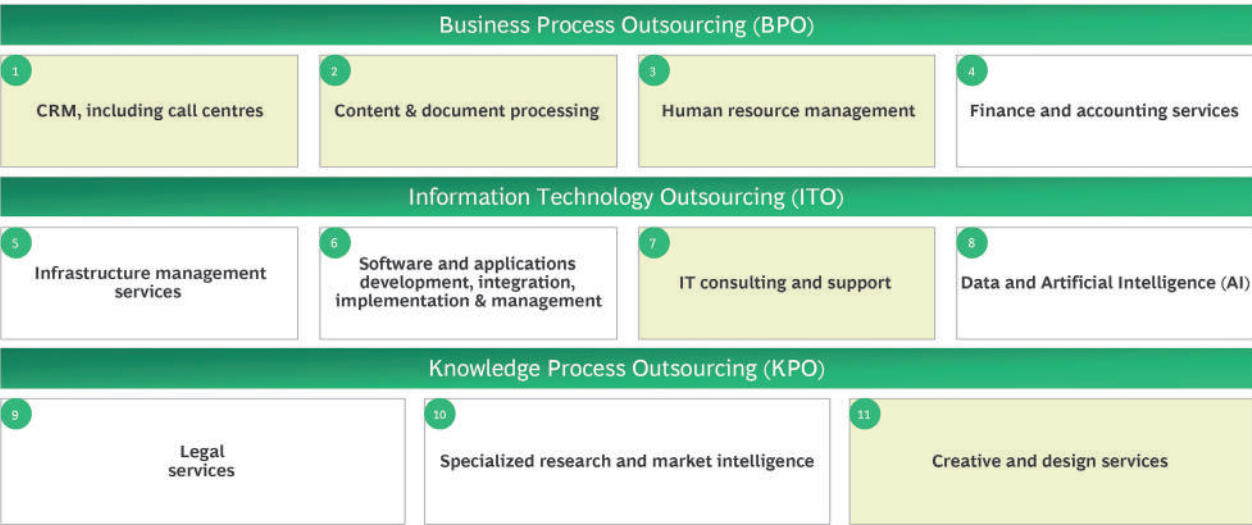 Business Process Outsourcing (BPO)
1
CRM, including call centres
2
Content & document processing
3
Human resource management
4
Finance and accounting services
Information Technology Outsourcing (ITO)
5
Infrastructure management
services
6
Software and applications
development, integration,
implementation & management
7
IT consulting and support
8
Data and Artificial Intelligence (AI)
Knowledge Process Outsourcing (KPO)
9
Legal
services
10
Specialized research and market intelligence
11
Creative and design services